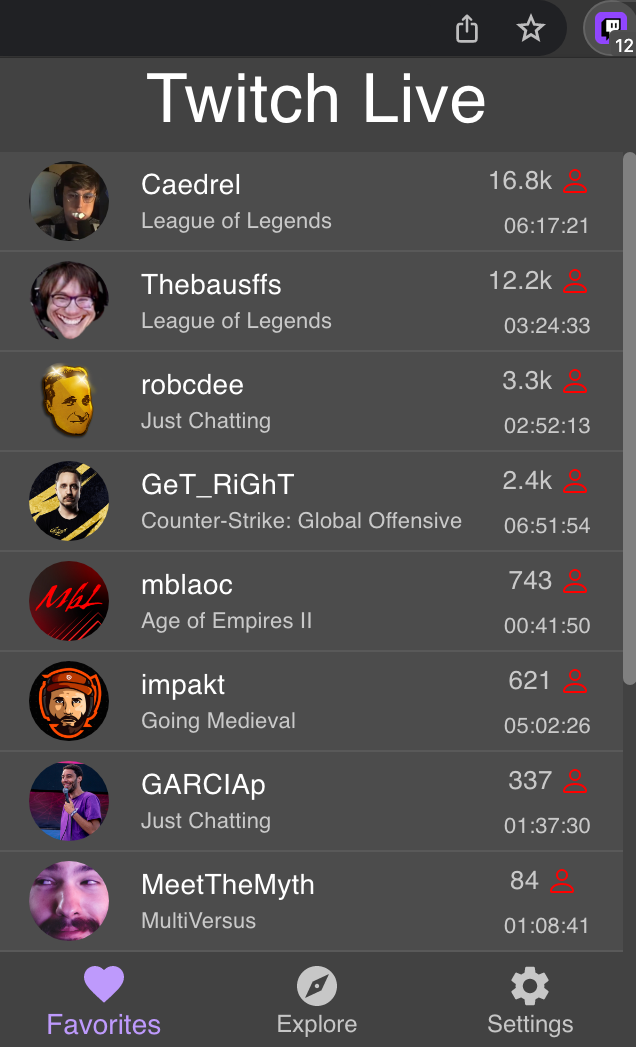 12
Twitch Live
Caedrel 16.8k
League of Legends 06:17:21
Thebausffs 12.2k
League of Legends 03:24:33
robcdee 3.3k
Just Chatting 02:52:13
GeT_RiGhT 2.4k
Counter-Strike: Global Offensive 06:51:54
MbL
mblaoc 743
Age of Empires II 00:41:50
impakt 621
Going Medieval 05:02:26
GARCIAp 337
Just Chatting 01:37:30
MeetTheMyth 84
MultiVersus 01:08:41
Favorites Explore Settings